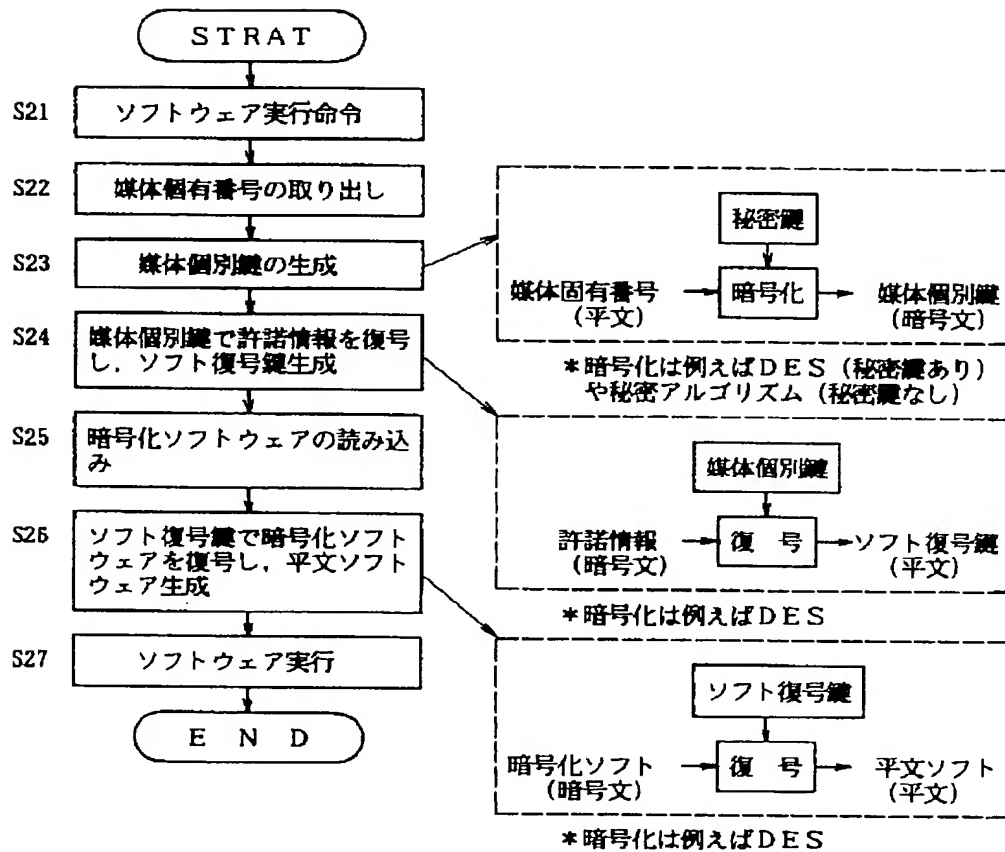 STRAT
S21
ソフトウェア実行命令
S22
媒体個有番号の取り出し
S23
媒体個別鍵の生成
S24
媒体個別鍵で許諾情報を復号
し，ソフト復号鍵生成
S25
暗号化ソフトウェアの読み込
み
S26
ソフト復号鍵で暗号化ソフト
ウェアを復号し，平文ソフト
ウェア生成
S27
ソフトウェア実行
END
秘密鍵
媒体固有番号
(平文)
暗号化
媒体個別鍵
(暗号文)
＊暗号化は例えばDES（秘密鍵あり）
や秘密アルゴリズム（秘密鍵なし）
媒体個別鍵
許諾情報
(暗号文)
復 号
ソフト復号鍵
(平文)
＊暗号化は例えばDES
ソフト復号鍵
暗号化ソフト
(暗号文)
復 号
平文ソフト
(平文)
＊暗号化は例えばDES